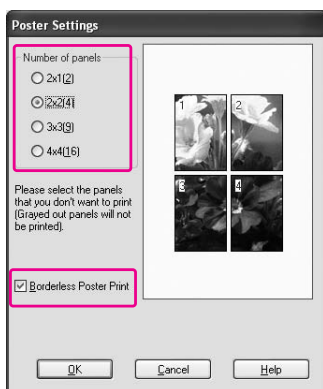 Poster Settings
Number of panels
2x1(2)
2x2(4)
3x3(9)
4x4(16)
Please select the panels
that you don't want to print
(Grayed out panels will not
be printed).
Borderless Poster Print
1 2
3 4
OK Cancel Help